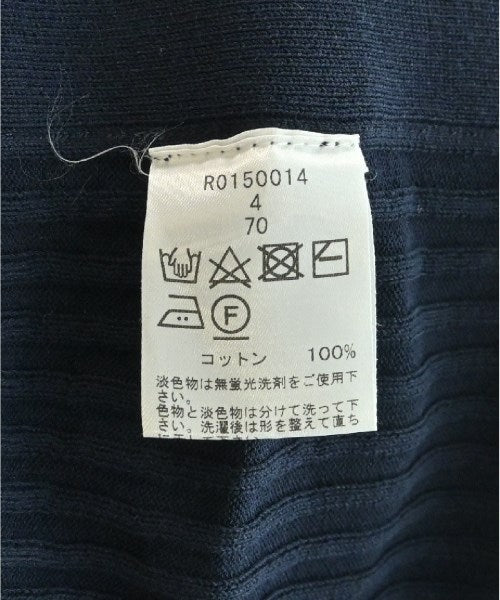 R0150014
4
70
F
コットン 100%
淡色物は無蛍光洗剤をご使用下
さい。
色物と淡色物は分けて洗って下
さい。洗濯後は形を整えて直ち